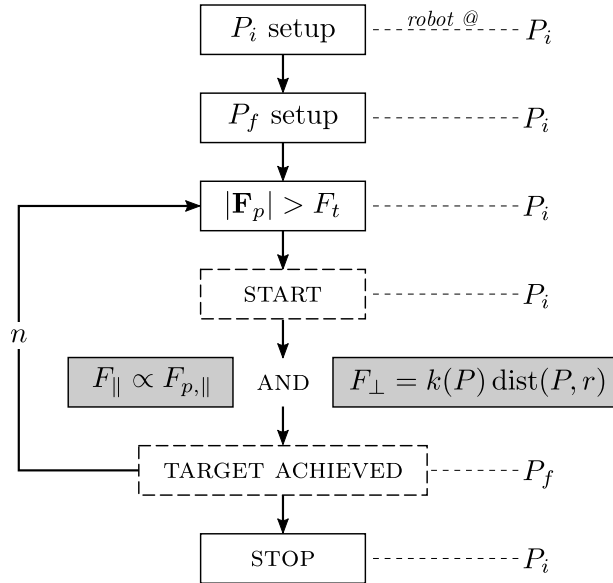 P_i setup robot @ P_i
P_f setup P_i
|F_p| > F_t P_i
START P_i
n
F_∥ ∝ F_{p,∥} AND F_⊥ = k(P) dist(P, r)
TARGET ACHIEVED P_f
STOP P_i